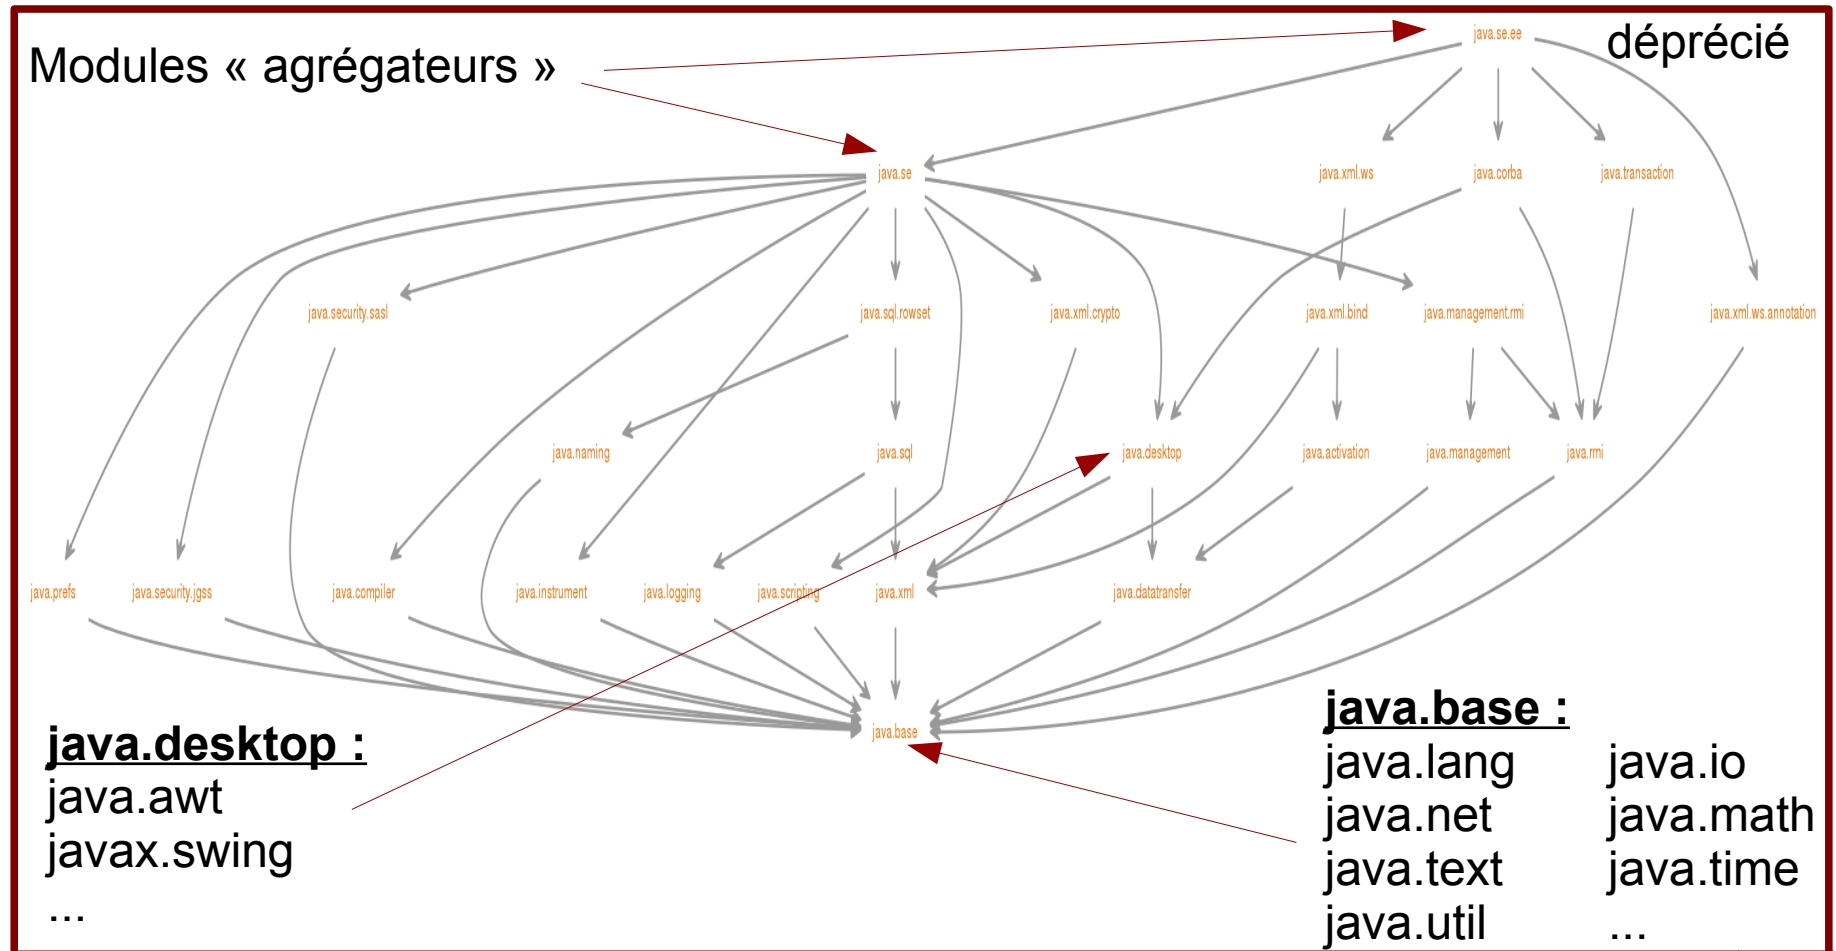 java.se.ee
déprécié
Modules « agrégateurs »
java.se
java.xml.ws
java.corba
java.transaction
java.security.sasl
java.sql.rowset
java.xml.crypto
java.xml.bind
java.management.rmi
java.xml.ws.annotation
java.naming
java.sql
java.desktop
java.activation
java.management
java.rmi
java.prefs
java.security.jgss
java.compiler
java.instrument
java.logging
java.scripting
java.xml
java.datatransfer
java.base
java.desktop :
java.awt
javax.swing
...
java.base :
java.lang java.io
java.net java.math
java.text java.time
java.util ...